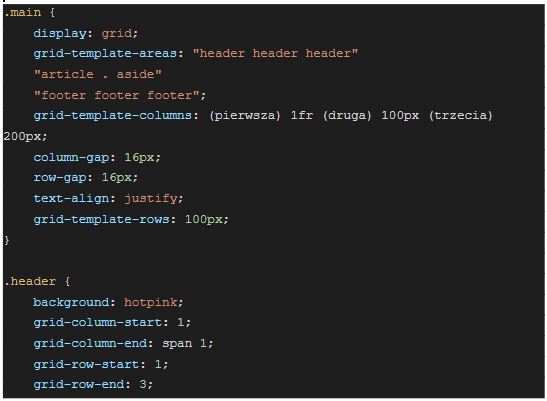 .main {
display: grid;
grid-template-areas: "header header header"
"article . aside"
"footer footer footer";
grid-template-columns: (pierwsza) 1fr (druga) 100px (trzecia)
200px;
column-gap: 16px;
row-gap: 16px;
text-align: justify;
grid-template-rows: 100px;
}
.header {
background: hotpink;
grid-column-start: 1;
grid-column-end: span 1;
grid-row-start: 1;
grid-row-end: 3;